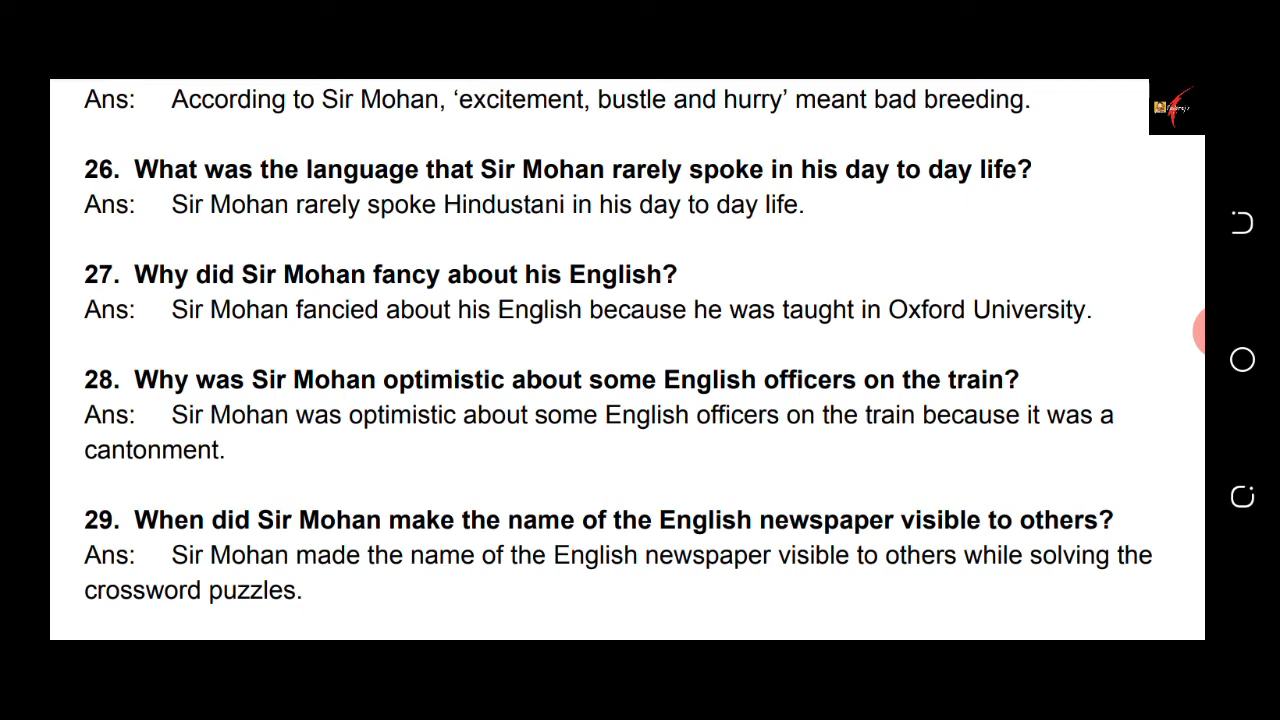 Ans: According to Sir Mohan, ‘excitement, bustle and hurry’ meant bad breeding.
26. What was the language that Sir Mohan rarely spoke in his day to day life?
Ans: Sir Mohan rarely spoke Hindustani in his day to day life.
27. Why did Sir Mohan fancy about his English?
Ans: Sir Mohan fancied about his English because he was taught in Oxford University.
28. Why was Sir Mohan optimistic about some English officers on the train?
Ans: Sir Mohan was optimistic about some English officers on the train because it was a
cantonment.
29. When did Sir Mohan make the name of the English newspaper visible to others?
Ans: Sir Mohan made the name of the English newspaper visible to others while solving the
crossword puzzles.